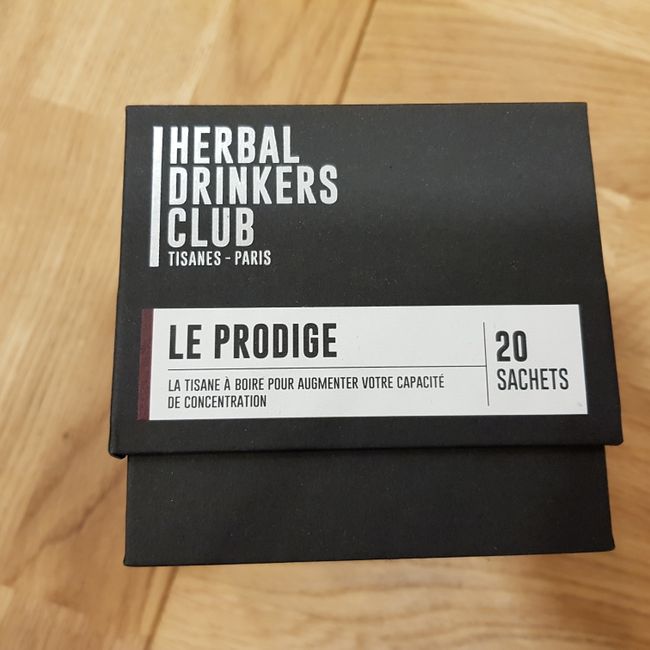 HERBAL
DRINKERS
CLUB
TISANES - PARIS
LE PRODIGE
LA TISANE À BOIRE POUR AUGMENTER VOTRE CAPACITÉ
DE CONCENTRATION
20
SACHETS